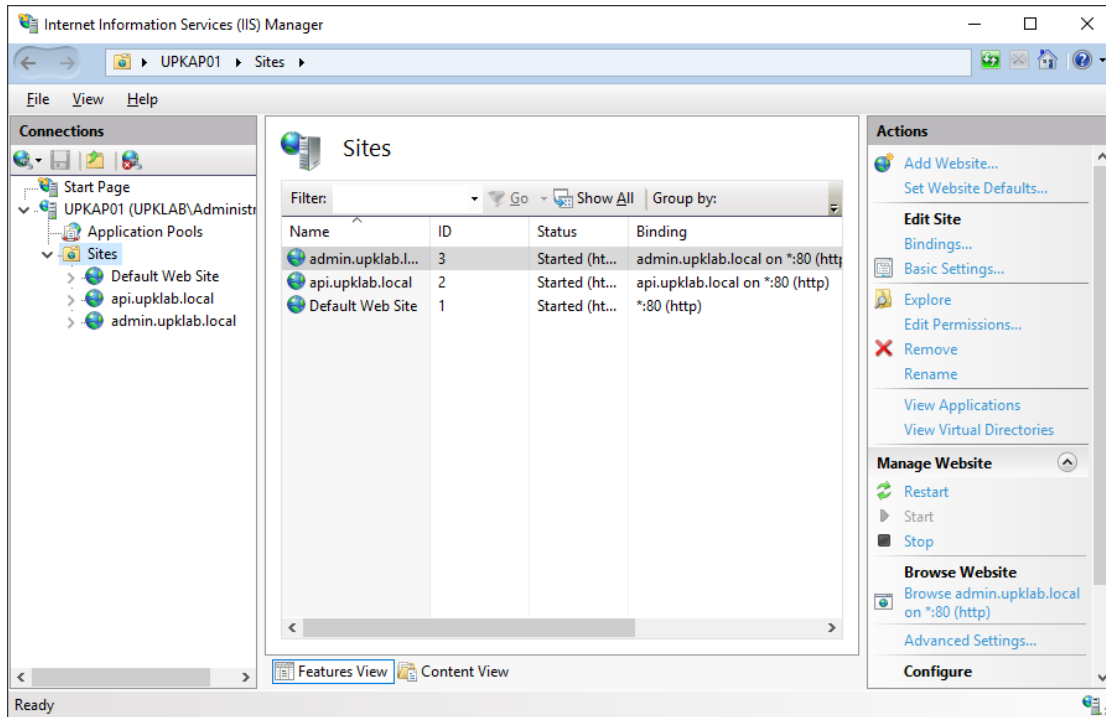 Internet Information Services (IIS) Manager
UPKAP01 Sites
File View Help
Connections
Start Page
UPKAP01 (UPKLAB\Administr
Application Pools
Sites
Default Web Site
api.upklab.local
admin.upklab.local
Sites
Filter: Go Show All Group by:
Name ID Status Binding
admin.upklab.l... 3 Started (ht... admin.upklab.local on *:80 (http
api.upklab.local 2 Started (ht... api.upklab.local on *:80 (http)
Default Web Site 1 Started (ht... *:80 (http)
Features View Content View
Actions
Add Website...
Set Website Defaults...
Edit Site
Bindings...
Basic Settings...
Explore
Edit Permissions...
Remove
Rename
View Applications
View Virtual Directories
Manage Website
Restart
Start
Stop
Browse Website
Browse admin.upklab.local
on *:80 (http)
Advanced Settings...
Configure
Ready